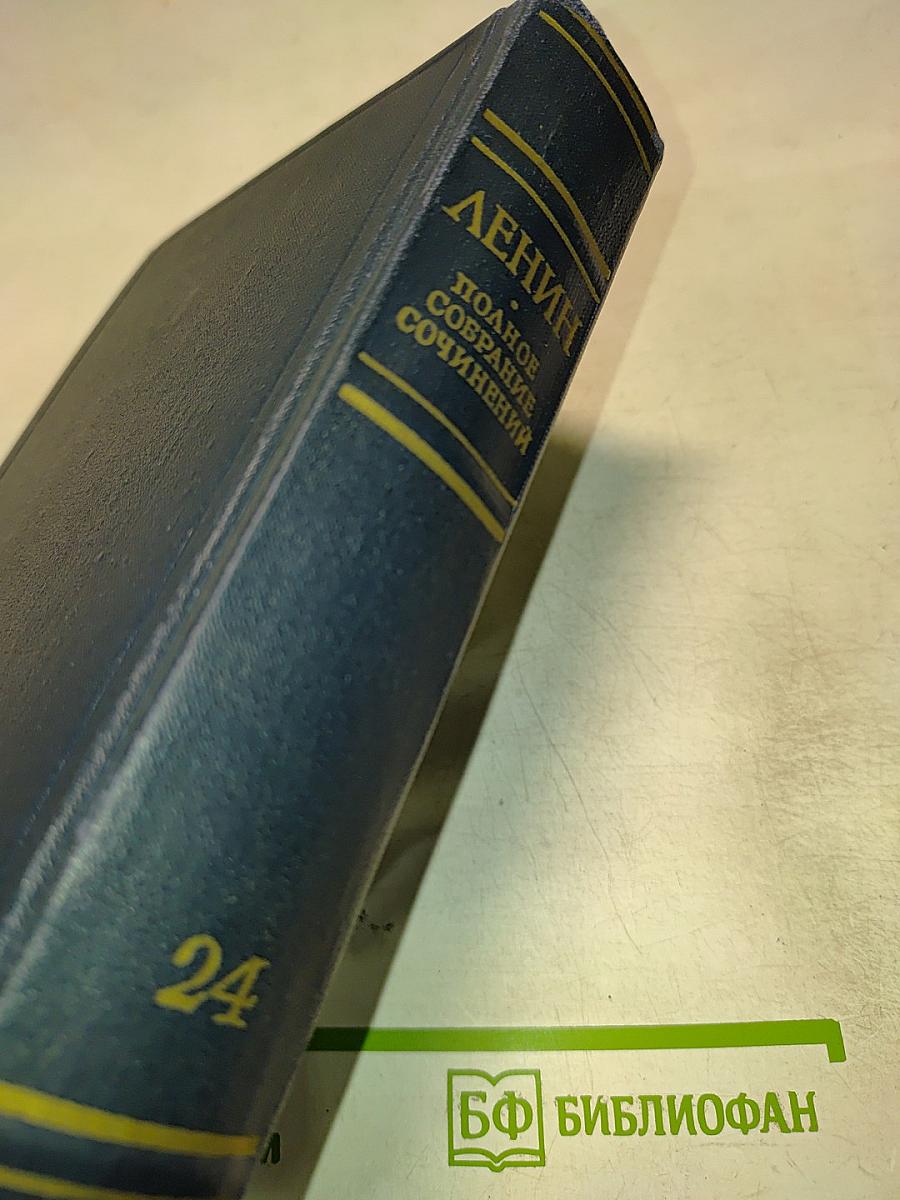 ЛЕНИН
ПОЛНОЕ
СОБРАНИЕ
СОЧИНЕНИЙ
24
БФ БИБЛИОФАН